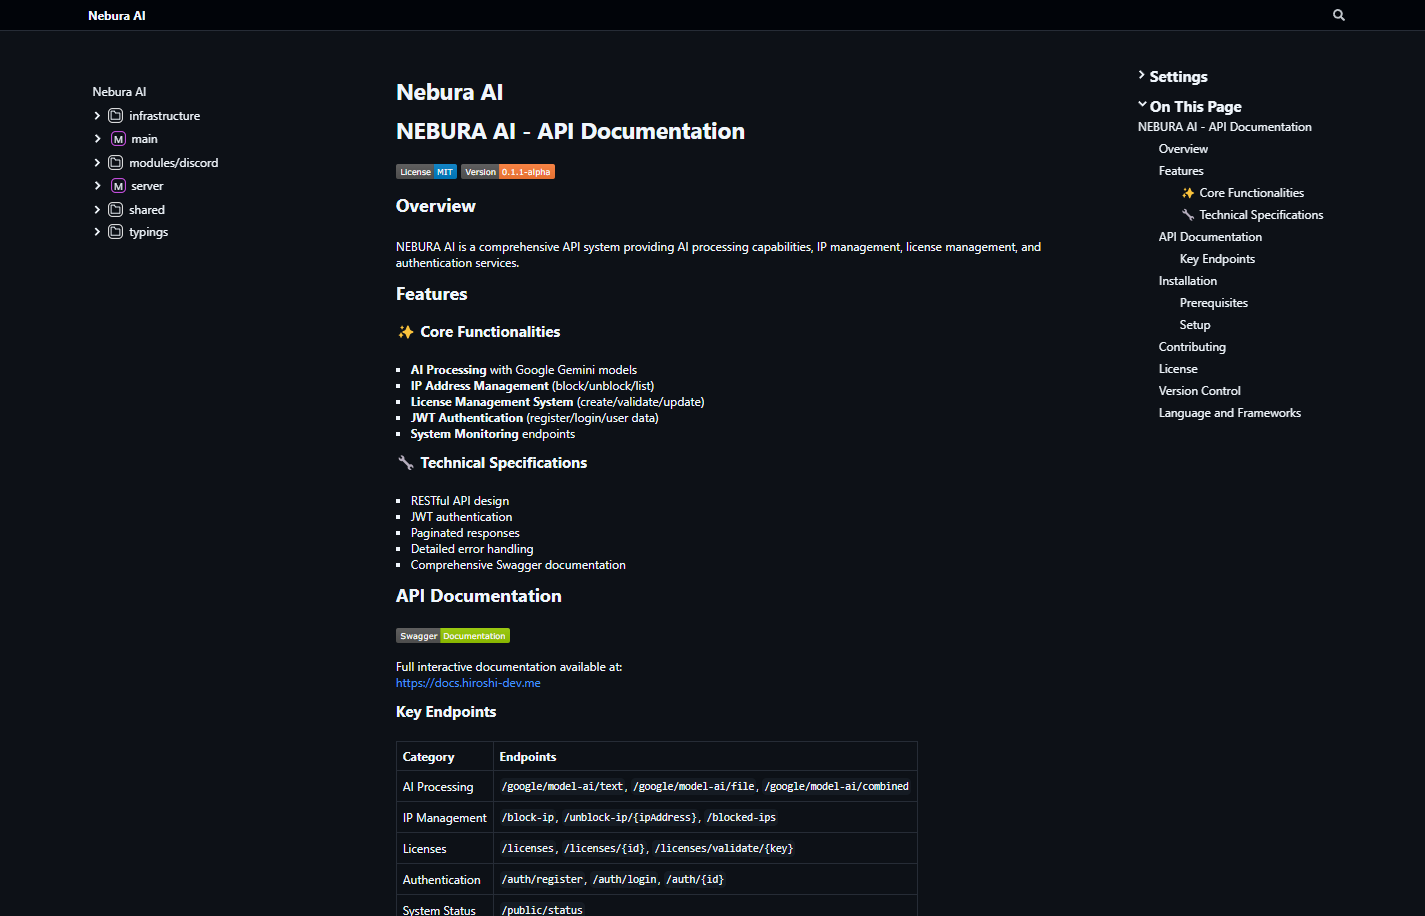 Nebura AI
Nebura AI
infrastructure
M main
modules/discord
M server
shared
typings
Nebura AI
NEBURA AI - API Documentation
License MIT Version 0.1.1-alpha
Overview
NEBURA AI is a comprehensive API system providing AI processing capabilities, IP management, license management, and
authentication services.
Features
✨ Core Functionalities
AI Processing with Google Gemini models
IP Address Management (block/unblock/list)
License Management System (create/validate/update)
JWT Authentication (register/login/user data)
System Monitoring endpoints
🔧 Technical Specifications
RESTful API design
JWT authentication
Paginated responses
Detailed error handling
Comprehensive Swagger documentation
API Documentation
Swagger Documentation
Full interactive documentation available at:
https://docs.hiroshi-dev.me
Key Endpoints
Category Endpoints
AI Processing /google/model-ai/text, /google/model-ai/file, /google/model-ai/combined
IP Management /block-ip, /unblock-ip/{ipAddress}, /blocked-ips
Licenses /licenses, /licenses/{id}, /licenses/validate/{key}
Authentication /auth/register, /auth/login, /auth/{id}
System Status /public/status
Settings
On This Page
NEBURA AI - API Documentation
Overview
Features
✨ Core Functionalities
🔧 Technical Specifications
API Documentation
Key Endpoints
Installation
Prerequisites
Setup
Contributing
License
Version Control
Language and Frameworks